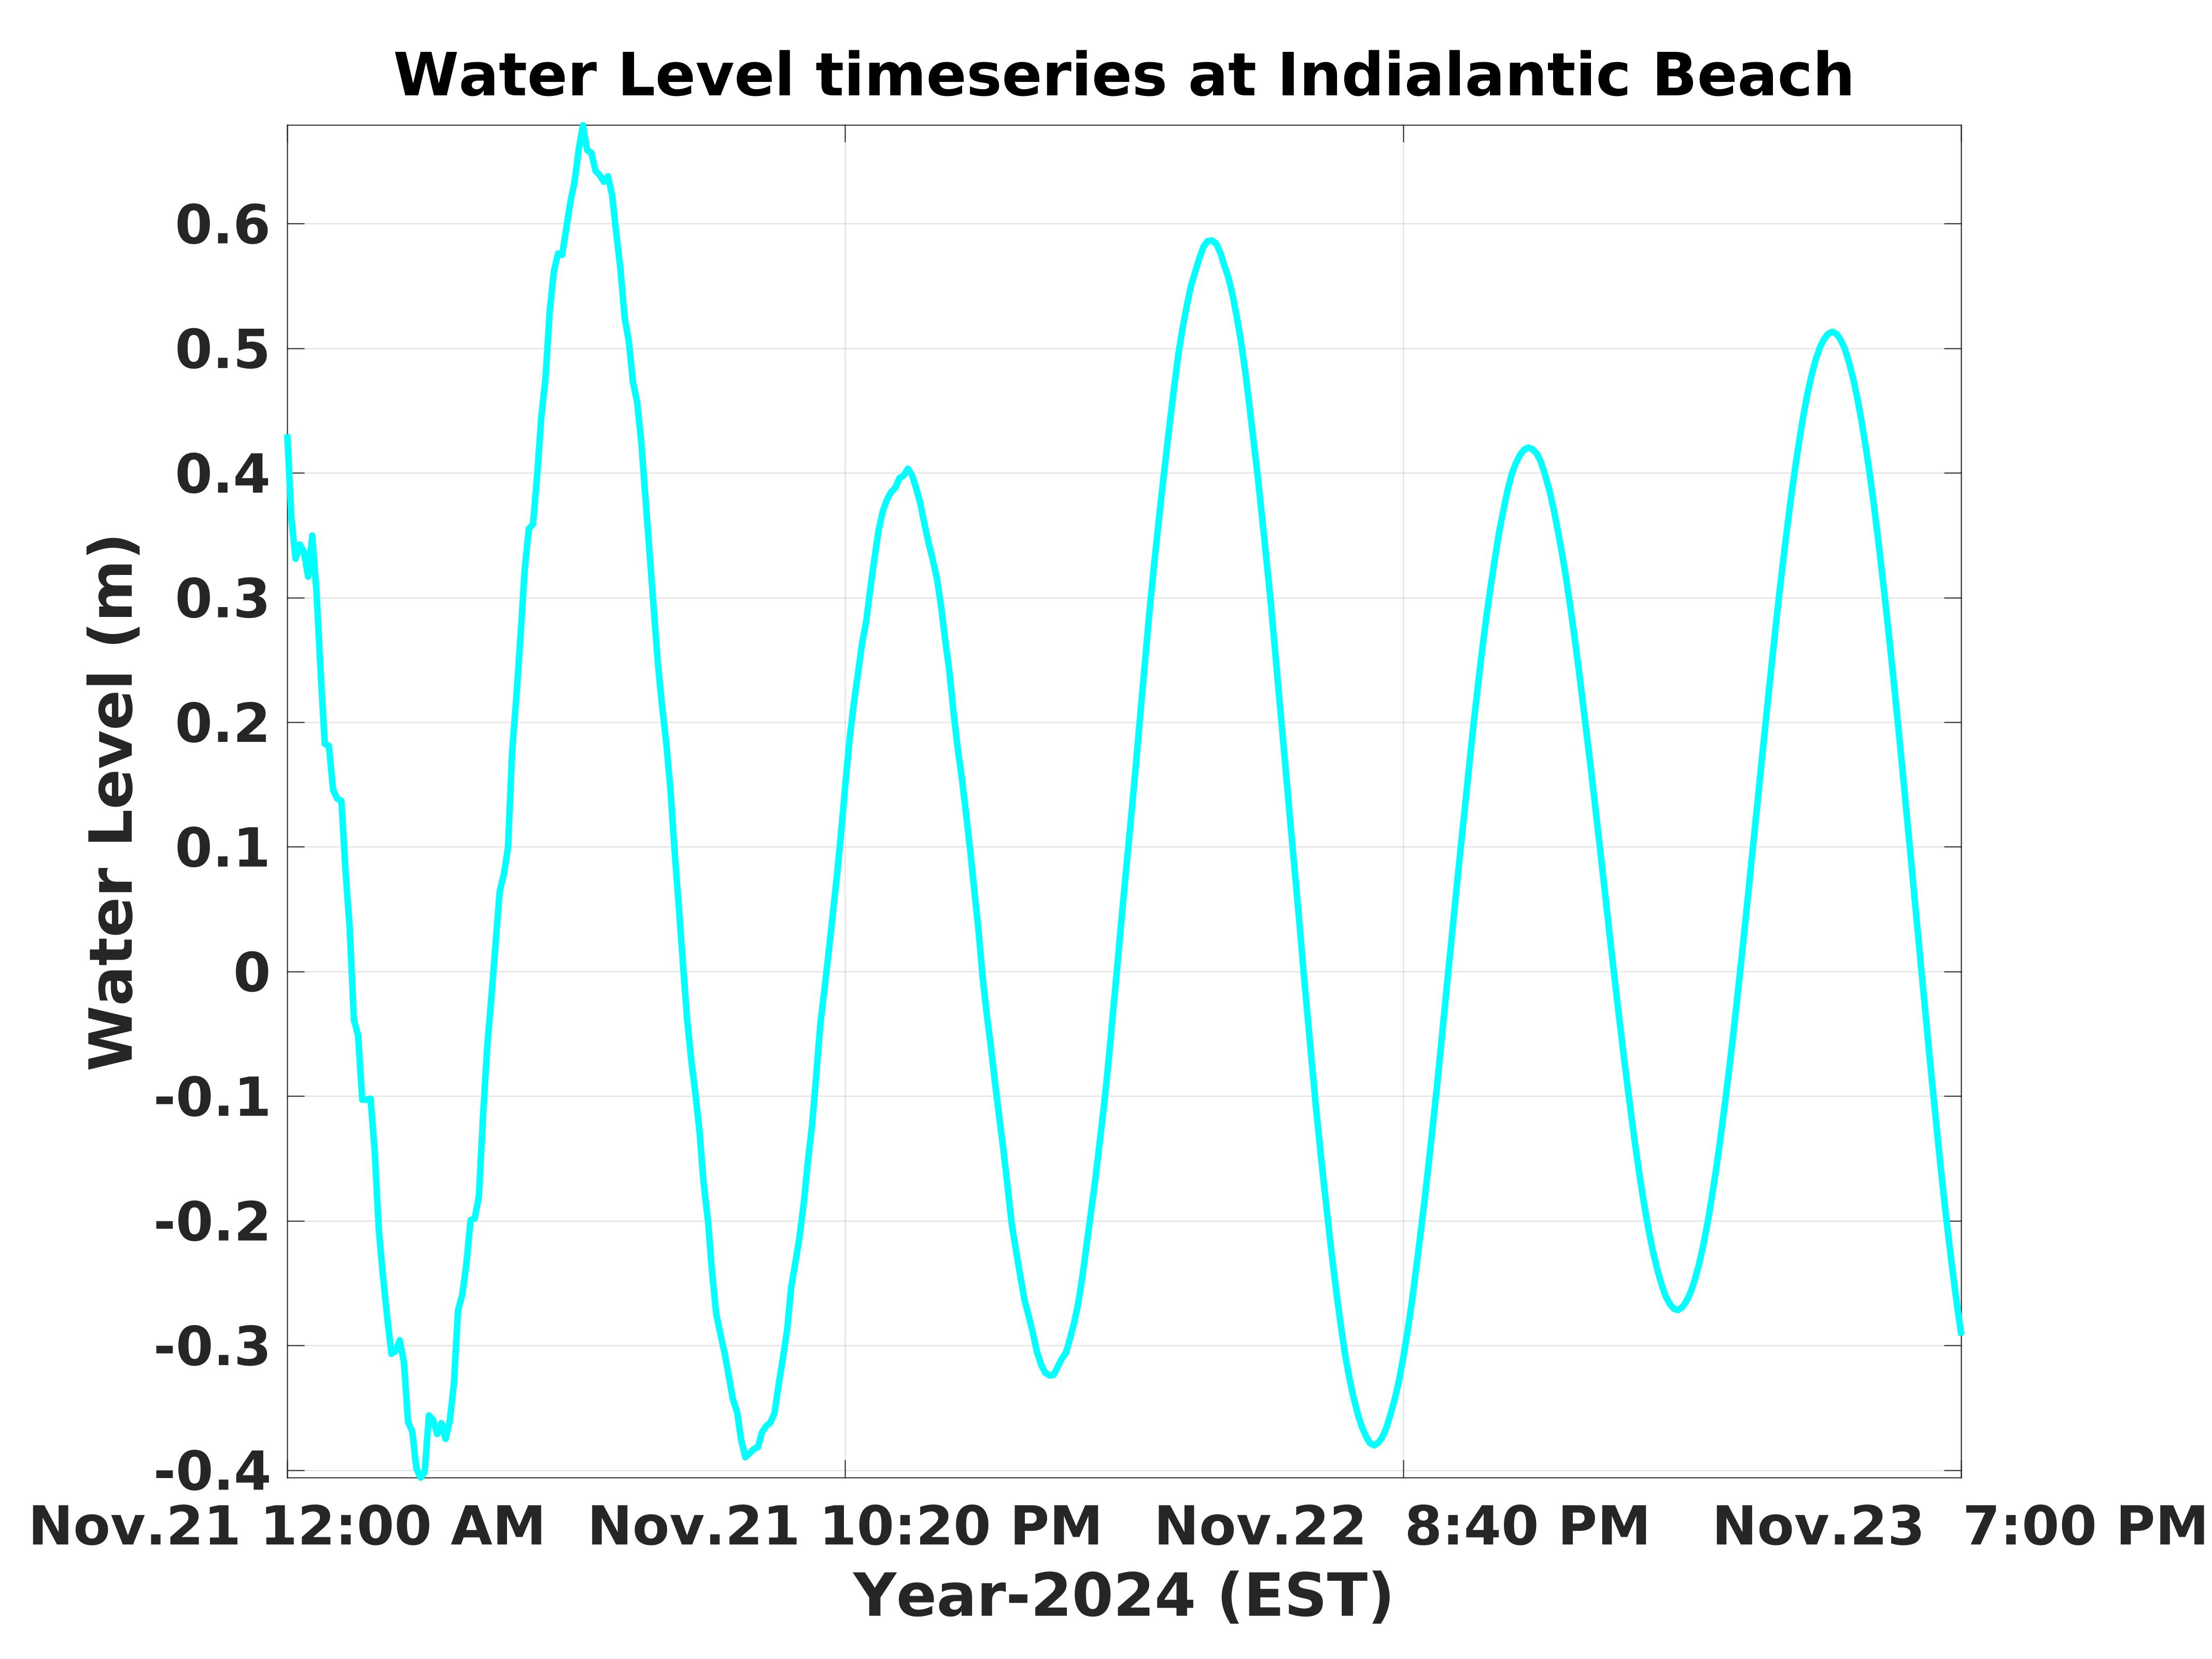 Water Level timeseries at Indialantic Beach
Water Level (m)
0.6
0.5
0.4
0.3
0.2
0.1
0
-0.1
-0.2
-0.3
-0.4
Nov.21 12:00 AM Nov.21 10:20 PM Nov.22 8:40 PM Nov.23 7:00 PM
Year-2024 (EST)